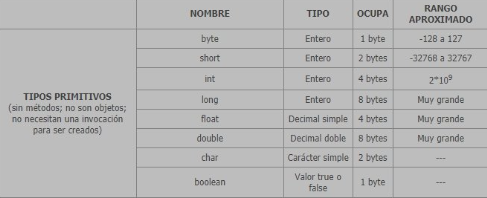 NOMBRE TIPO OCUPA RANGO APROXIMADO
TIPOS PRIMITIVOS
(sin métodos; no son objetos;
no necesitan una invocación
para ser creados)
byte Entero 1 byte -128 a 127
short Entero 2 bytes -32768 a 32767
int Entero 4 bytes 2*10⁹
long Entero 8 bytes Muy grande
float Decimal simple 4 bytes Muy grande
double Decimal doble 8 bytes Muy grande
char Carácter simple 2 bytes ---
boolean Valor true o false 1 byte ---